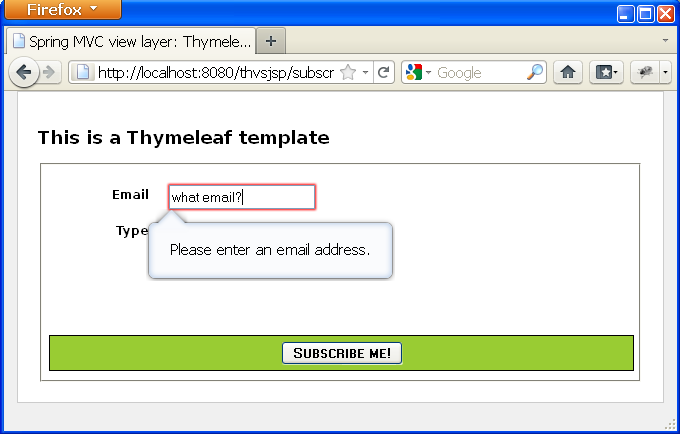 Firefox
Spring MVC view layer: Thymele...
http://localhost:8080/thvsjsp/subscr
Google
This is a Thymeleaf template
Email
what email?
Type
Please enter an email address.
SUBSCRIBE ME!